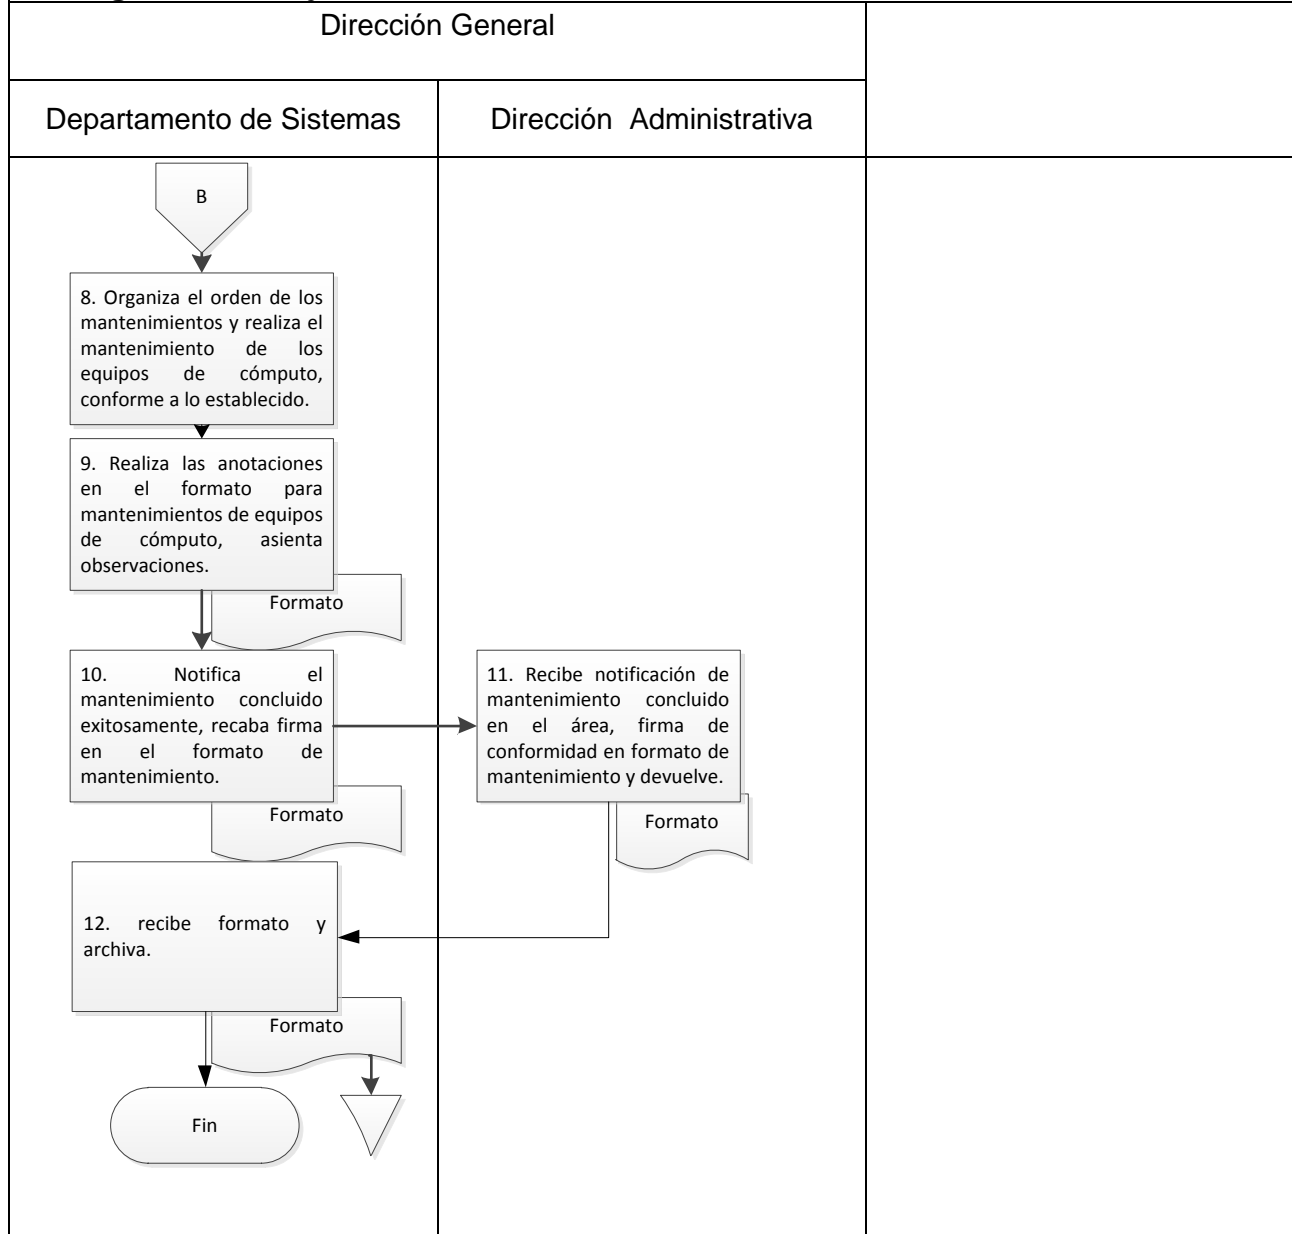 Dirección General
Departamento de Sistemas
Dirección Administrativa
B
8. Organiza el orden de los
mantenimientos y realiza el
mantenimiento de los
equipos de cómputo,
conforme a lo establecido.
9. Realiza las anotaciones
en el formato para
mantenimientos de equipos
de cómputo, asienta
observaciones.
Formato
10. Notifica el
mantenimiento concluido
exitosamente, recaba firma
en el formato de
mantenimiento.
Formato
11. Recibe notificación de
mantenimiento concluido
en el área, firma de
conformidad en formato de
mantenimiento y devuelve.
Formato
12. recibe formato y
archiva.
Formato
Fin